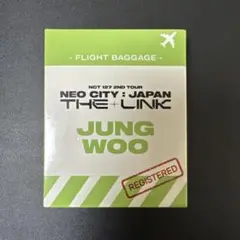 - FLIGHT BAGGAGE -
NCT 127 2ND TOUR
NEO CITY : JAPAN
THE + LINK
JUNG
WOO
REGISTERED